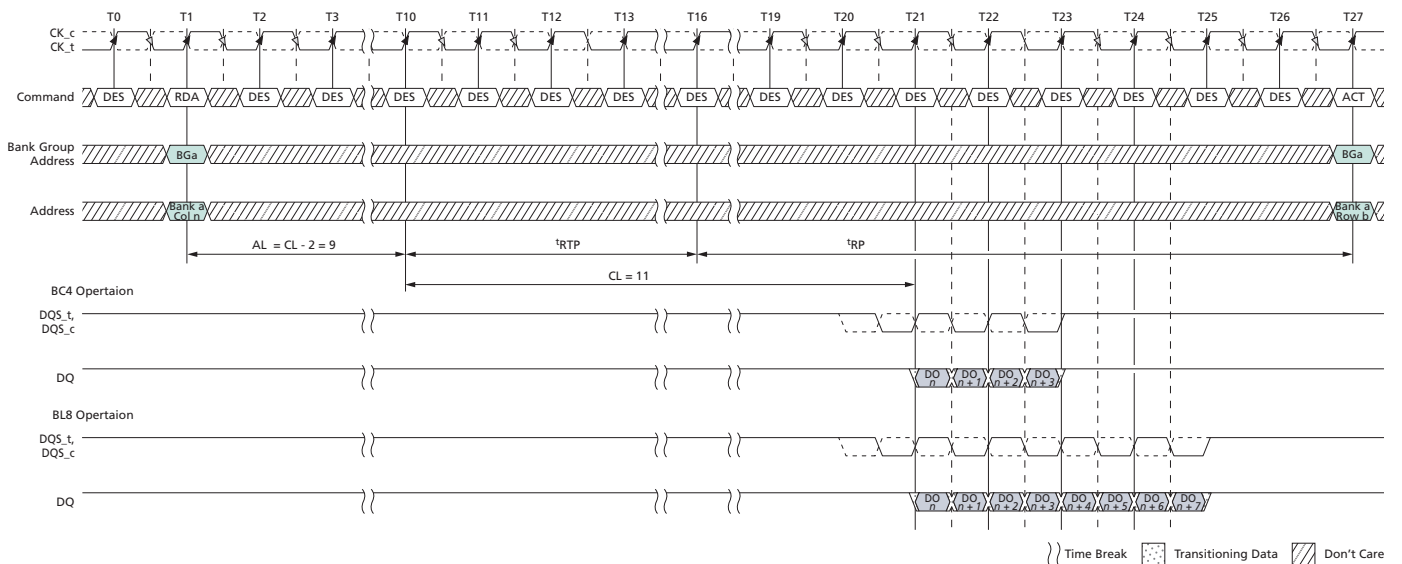 T0 T1 T2 T3 T10 T11 T12 T13 T16 T19 T20 T21 T22 T23 T24 T25 T26 T27
CK_c
CK_t
Command DES RDA DES DES DES DES DES DES DES DES DES DES DES DES DES DES DES ACT
Bank Group
Address
BGa BGa
Address
Bank a
Col n
Bank a
Row b
AL = CL - 2 = 9 tRTP tRP
CL = 11
BC4 Opertaion
DQS_t,
DQS_c
DQ
DO DO DO DO
n n + 1 n + 2 n + 3
BL8 Opertaion
DQS_t,
DQS_c
DQ
DO DO DO DO DO DO DO DO
n n + 1 n + 2 n + 3 n + 4 n + 5 n + 6 n + 7
Time Break Transitioning Data Don't Care